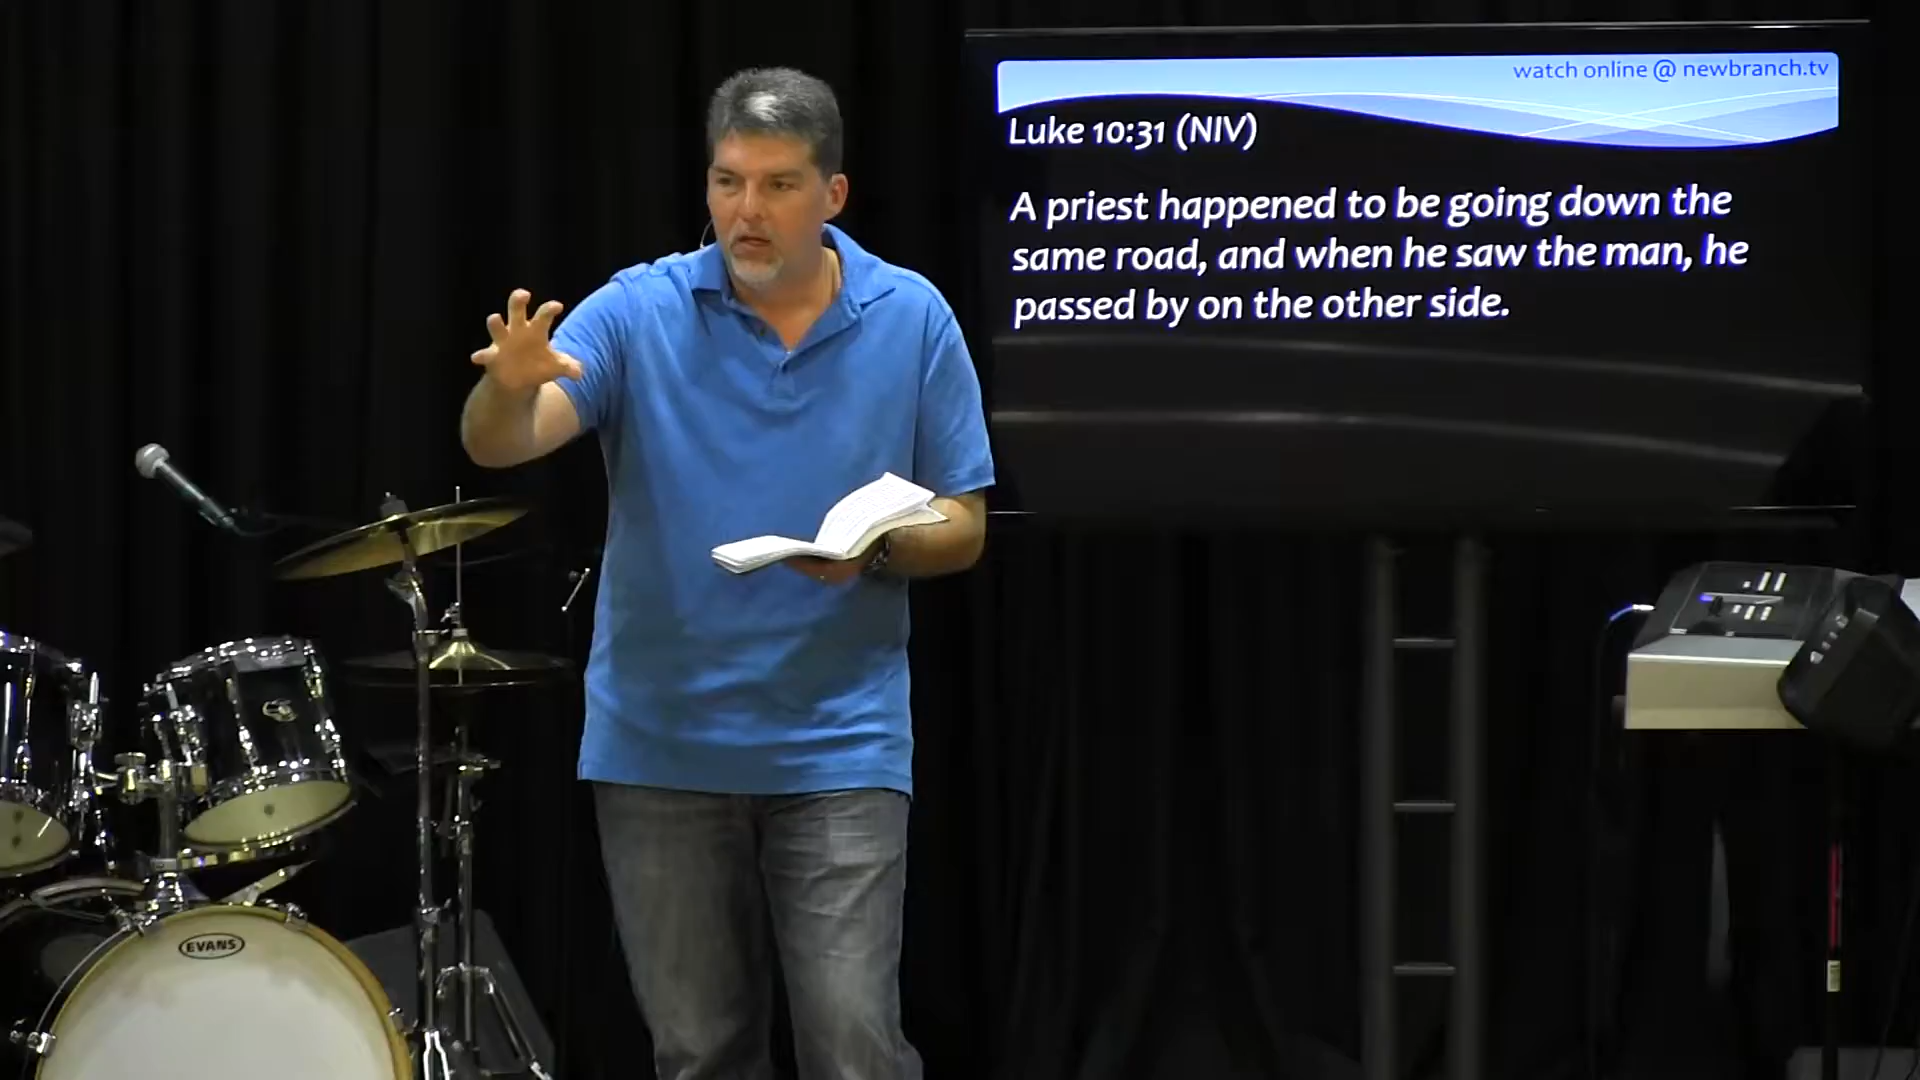 watch online @ newbranch.tv
Luke 10:31 (NIV)
A priest happened to be going down the
same road, and when he saw the man, he
passed by on the other side.
EVANS